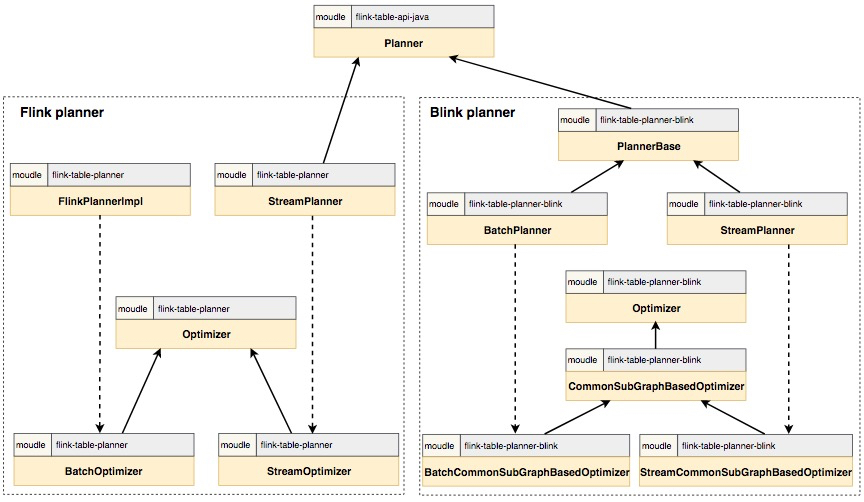 moudle flink-table-api-java
Planner
Flink planner
Blink planner
moudle flink-table-planner-blink
PlannerBase
moudle flink-table-planner
FlinkPlannerImpl
moudle flink-table-planner
StreamPlanner
moudle flink-table-planner-blink
BatchPlanner
moudle flink-table-planner-blink
StreamPlanner
moudle flink-table-planner
Optimizer
moudle flink-table-planner-blink
Optimizer
moudle flink-table-planner-blink
CommonSubGraphBasedOptimizer
moudle flink-table-planner
BatchOptimizer
moudle flink-table-planner
StreamOptimizer
moudle flink-table-planner-blink
BatchCommonSubGraphBasedOptimizer
moudle flink-table-planner-blink
StreamCommonSubGraphBasedOptimizer